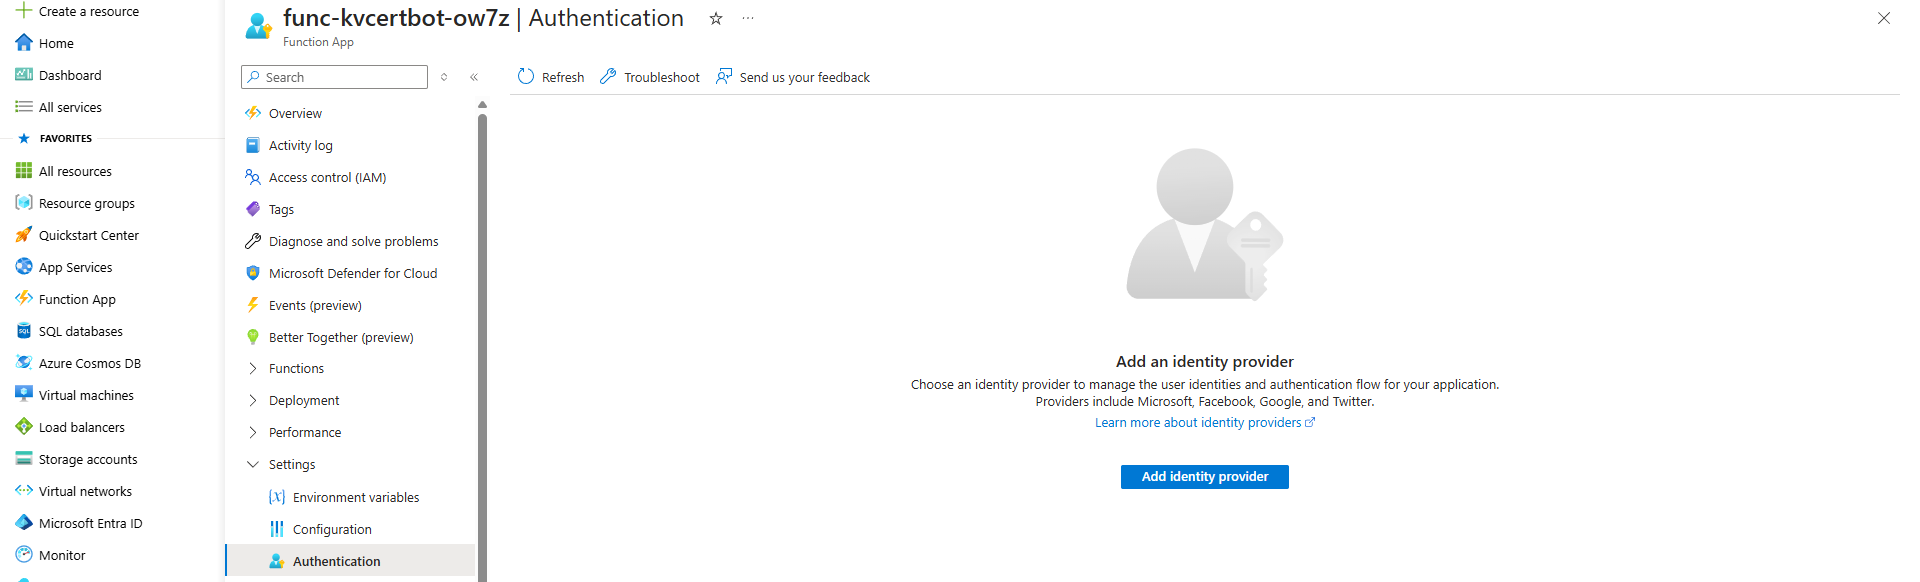 Create a resource
Home
Dashboard
All services
FAVORITES
All resources
Resource groups
Quickstart Center
App Services
Function App
SQL databases
Azure Cosmos DB
Virtual machines
Load balancers
Storage accounts
Virtual networks
Microsoft Entra ID
Monitor
func-kvcertbot-ow7z | Authentication
Function App
Search
Overview
Activity log
Access control (IAM)
Tags
Diagnose and solve problems
Microsoft Defender for Cloud
Events (preview)
Better Together (preview)
Functions
Deployment
Performance
Settings
Environment variables
Configuration
Authentication
Refresh
Troubleshoot
Send us your feedback
Add an identity provider
Choose an identity provider to manage the user identities and authentication flow for your application.
Providers include Microsoft, Facebook, Google, and Twitter.
Learn more about identity providers
Add identity provider